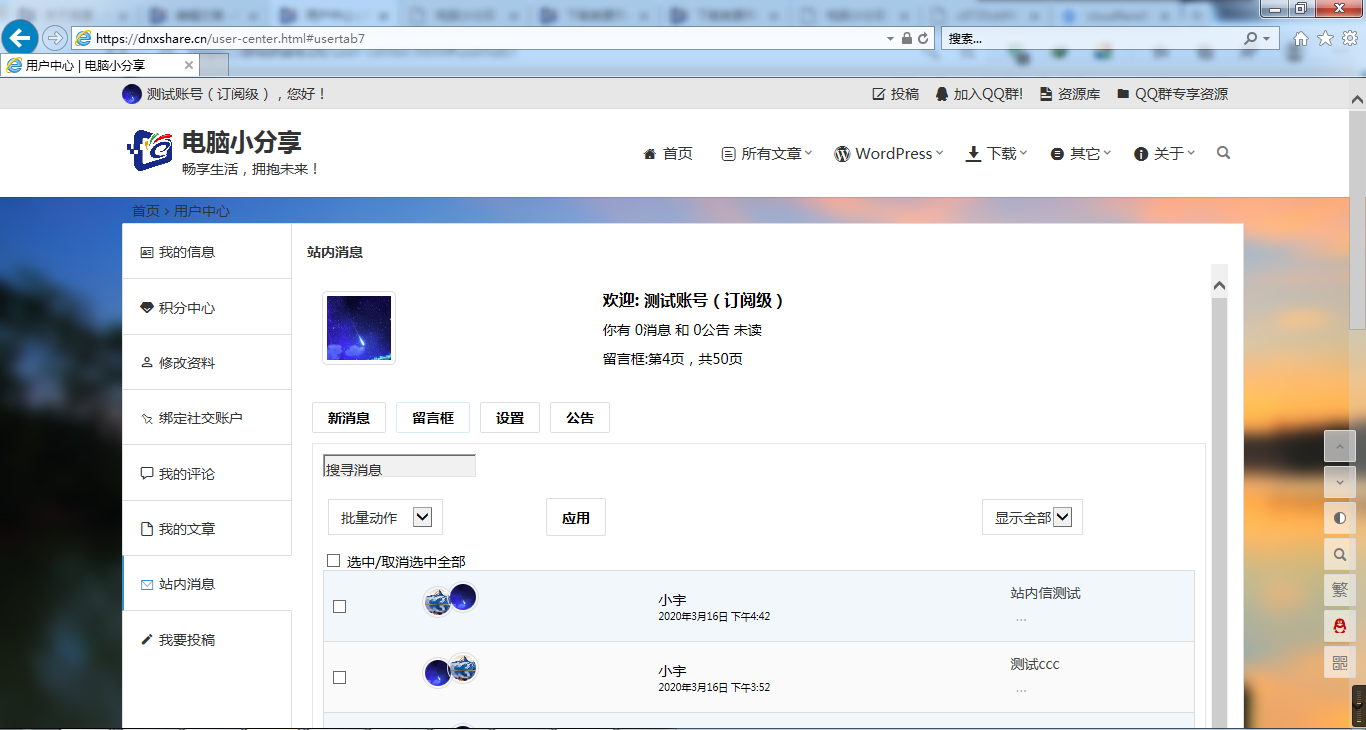 https://dnxshare.cn/user-center.html#usertab7
搜索...
用户中心 | 电脑小分享
测试账号（订阅级），您好！
投稿 加入QQ群! 资源库 QQ群专享资源
电脑小分享
畅享生活，拥抱未来！
首页 所有文章 WordPress 下载 其它 关于
首页 > 用户中心
我的信息
积分中心
修改资料
绑定社交账户
我的评论
我的文章
站内消息
我要投稿
站内消息
欢迎: 测试账号（订阅级）
你有 0消息 和 0公告 未读
留言框:第4页，共50页
新消息 留言框 设置 公告
搜寻消息
批量动作 应用 显示全部
选中/取消选中全部
小宇
2020年3月16日 下午4:42
站内信测试
...
小宇
2020年3月16日 下午3:52
测试ccc
...
繁